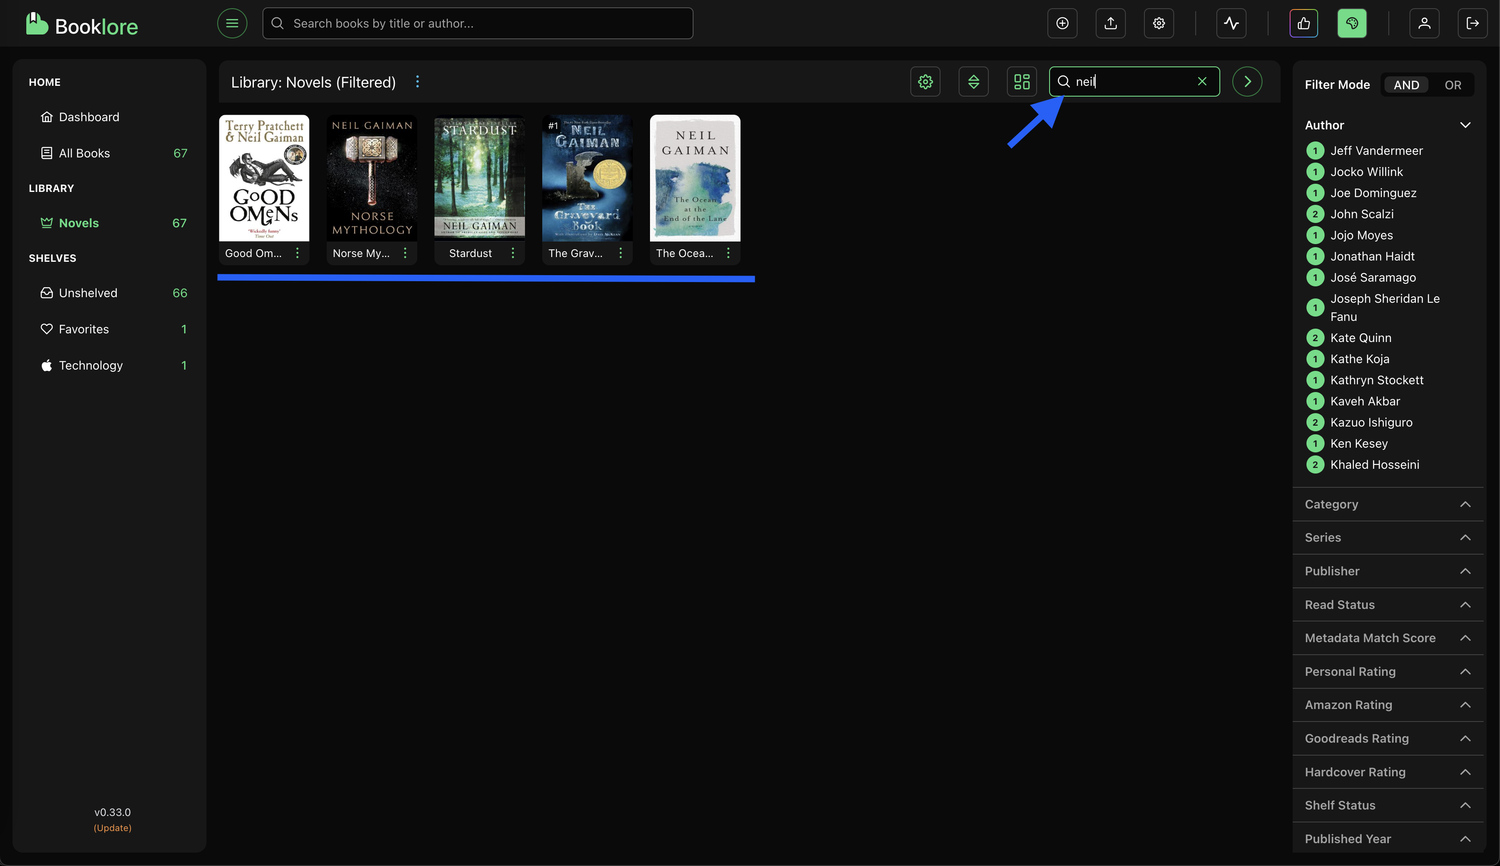 Booklore
Search books by title or author...
HOME
Dashboard
All Books 67
LIBRARY
Novels 67
SHELVES
Unshelved 66
Favorites 1
Technology 1
v0.33.0
(Update)
Library: Novels (Filtered)
neil
Terry Pratchett
& Neil Gaiman
GOOD
OMENS
Good Om...
NEIL GAIMAN
NORSE
MYTHOLOGY
Norse My...
STARDUST
NEIL GAIMAN
Stardust
#1
NEIL
GAIMAN
The
Graveyard
Book
The Grav...
NEIL
GAIMAN
The Ocean
at the
End of the Lane
The Ocea...
Filter Mode AND OR
Author
1 Jeff Vandermeer
1 Jocko Willink
1 Joe Dominguez
2 John Scalzi
1 Jojo Moyes
1 Jonathan Haidt
1 José Saramago
1 Joseph Sheridan Le
Fanu
2 Kate Quinn
1 Kathe Koja
1 Kathryn Stockett
1 Kaveh Akbar
2 Kazuo Ishiguro
1 Ken Kesey
2 Khaled Hosseini
Category
Series
Publisher
Read Status
Metadata Match Score
Personal Rating
Amazon Rating
Goodreads Rating
Hardcover Rating
Shelf Status
Published Year